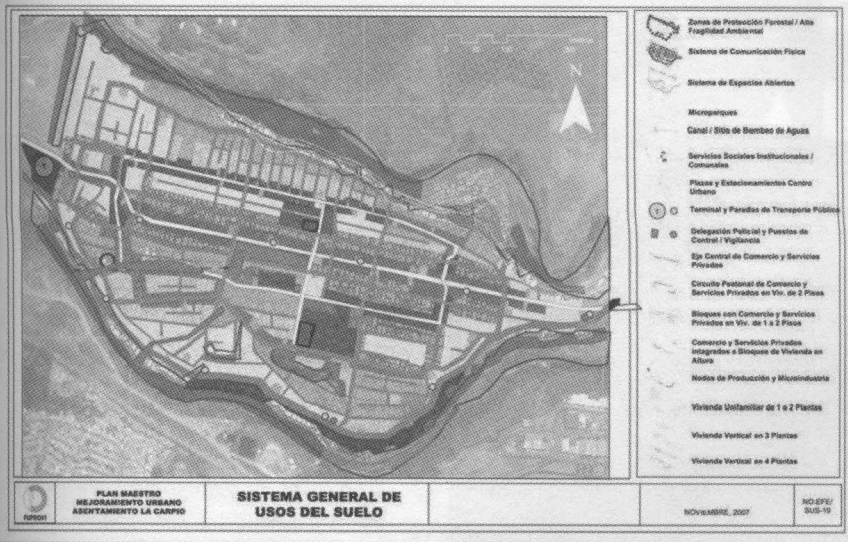 N
Zonas de Protección Forestal / Alta
Fragilidad Ambiental
Sistema de Comunicación Física
Sistema de Espacios Abiertos
Microparques
Canal / Sitio de Bombeo de Aguas
Servicios Sociales Institucionales /
Comunales
Plazas y Estacionamientos Centro
Urbano
Terminal y Paradas de Transporte Público
Delegación Policial y Puestos de
Control / Vigilancia
Eje Central de Comercio y Servicios
Privados
Circuito Peatonal de Comercio y
Servicios Privados en Viv. de 2 Pisos
Bloques con Comercio y Servicios
Privados en Viv. de 1 a 2 Pisos
Comercio y Servicios Privados
integrados a Bloques de Vivienda en
Altura
Nodos de Producción y Microindustria
Vivienda Unifamiliar de 1 a 2 Plantas
Vivienda Vertical en 3 Plantas
Vivienda Vertical en 4 Plantas
FUPROVI
PLAN MAESTRO
MEJORAMIENTO URBANO
ASENTAMIENTO LA CARPIO
SISTEMA GENERAL DE
USOS DEL SUELO
NOVIEMBRE, 2007
NO:EFE/
SUS-19